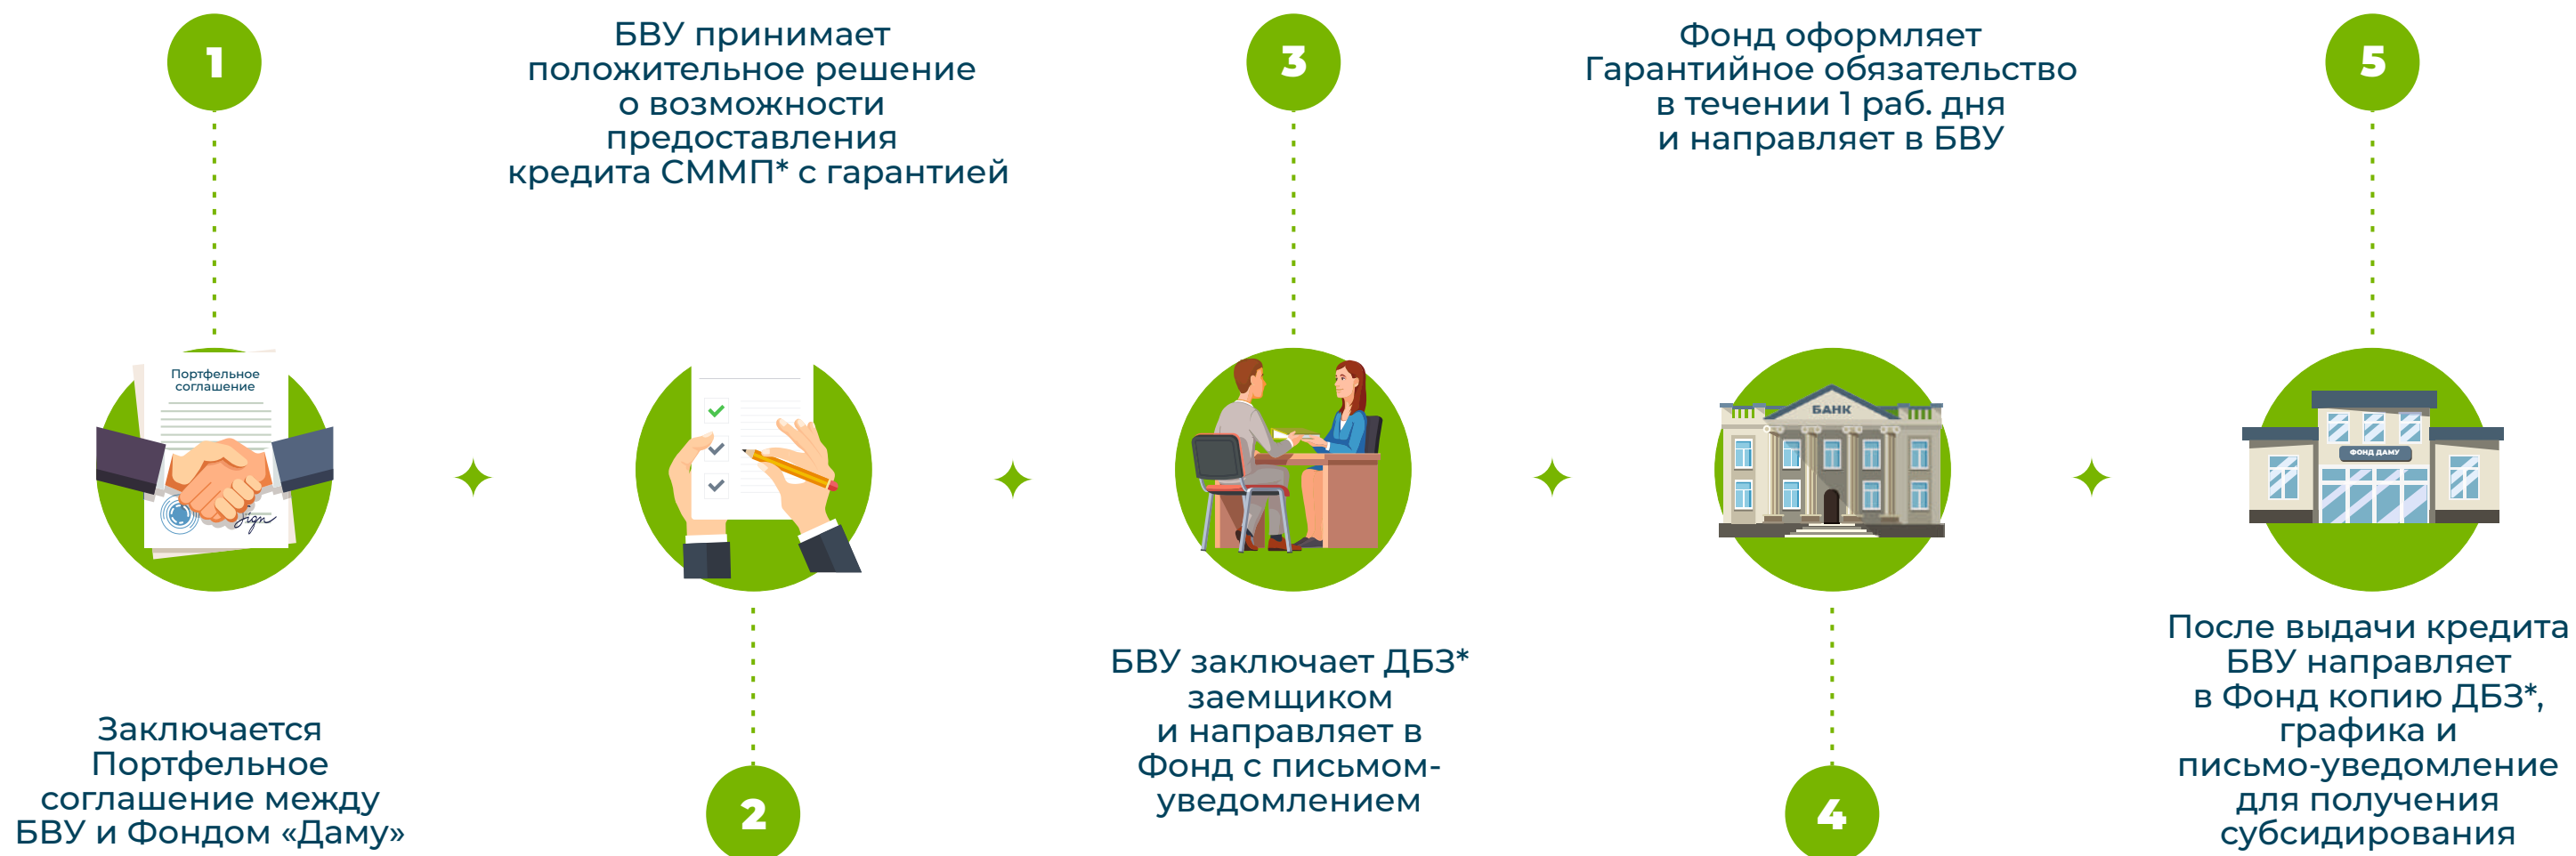 1
Портфельное
соглашение
Заключается
Портфельное
соглашение между
БВУ и Фондом «Даму»
БВУ принимает
положительное решение
о возможности
предоставления
кредита СММП* с гарантией
2
3
БВУ заключает ДБЗ*
заемщиком
и направляет в
Фонд с письмом-
уведомлением
Фонд оформляет
Гарантийное обязательство
в течении 1 раб. дня
и направляет в БВУ
БАНК
4
5
ФОНД ДАМУ
После выдачи кредита
БВУ направляет
в Фонд копию ДБЗ*,
графика и
письмо-уведомление
для получения
субсидирования
Sign